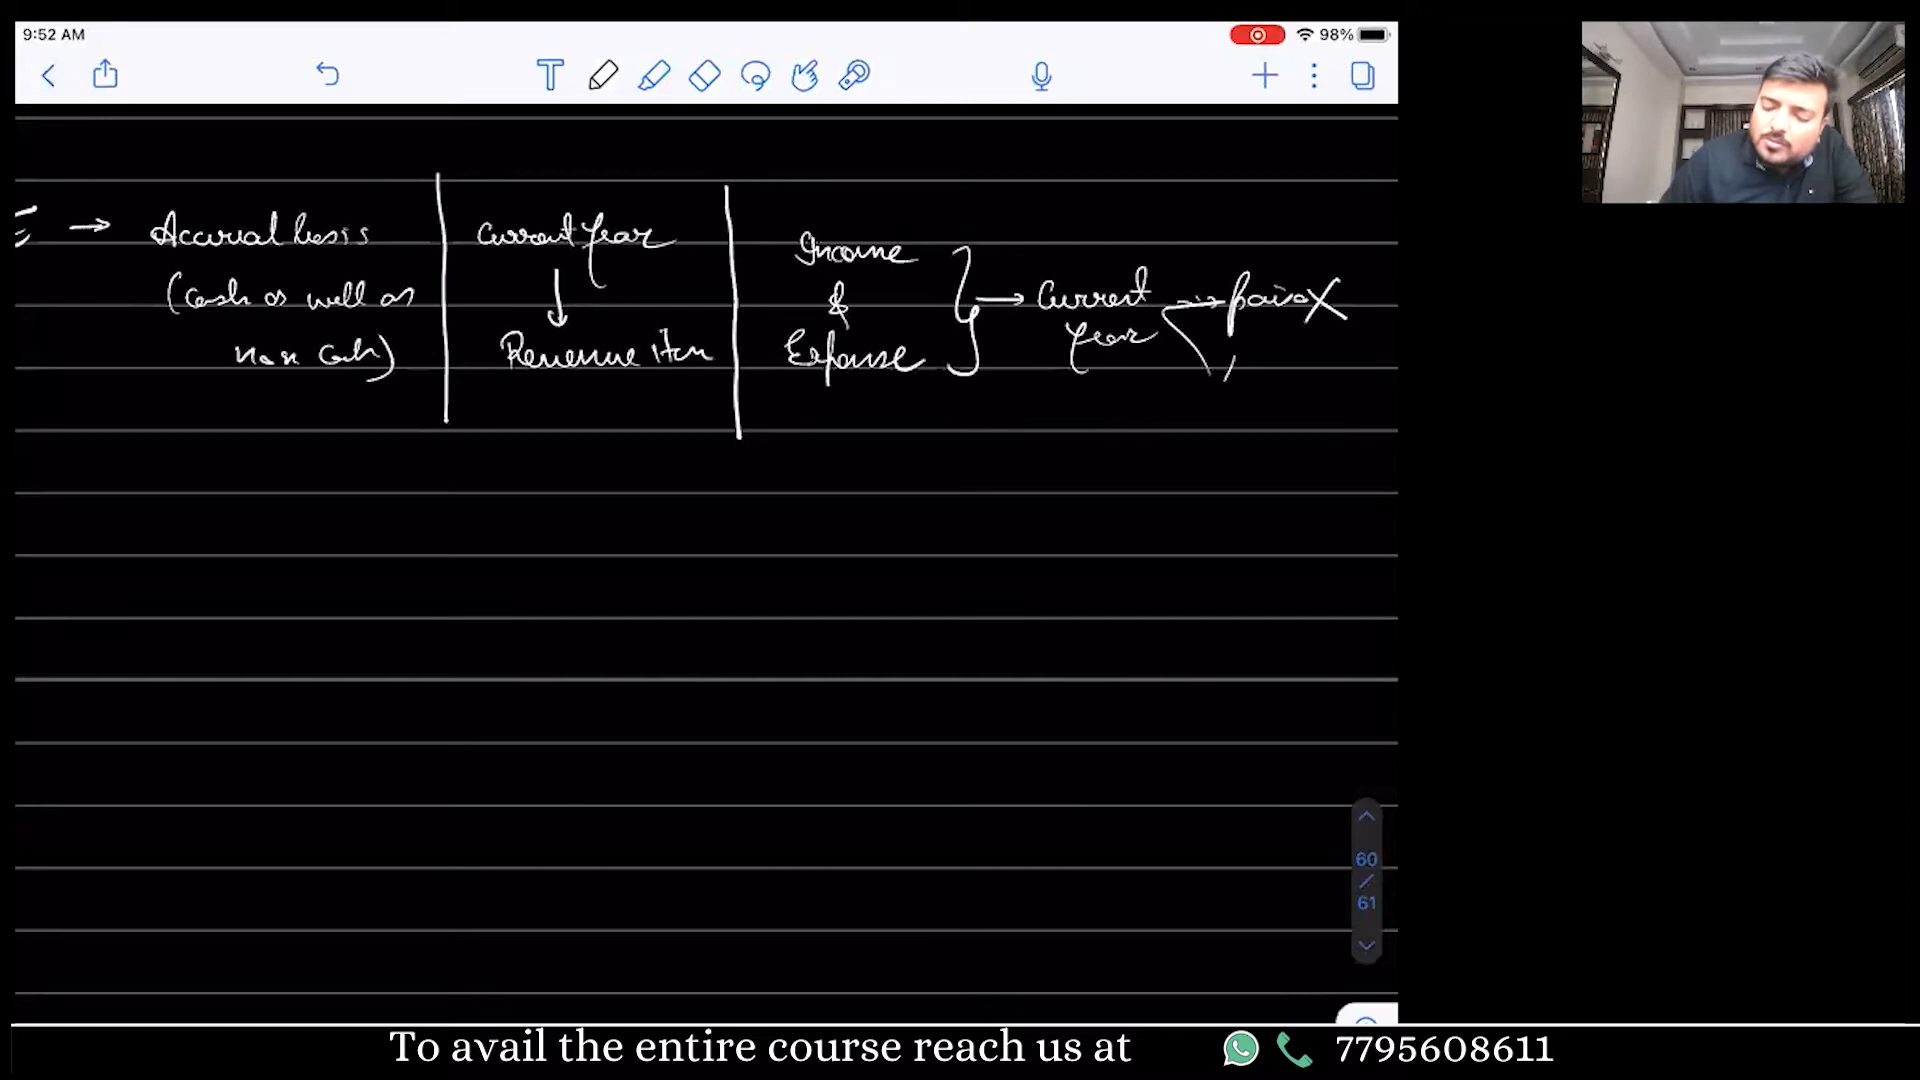 9:52 AM
98%
T
→ Accrual basis
(Cash as well as
non cash)
Current year
↓
Revenue item
Income
&
Expense
→ Current
year
→ paisa X
60
/
61
To avail the entire course reach us at 7795608611